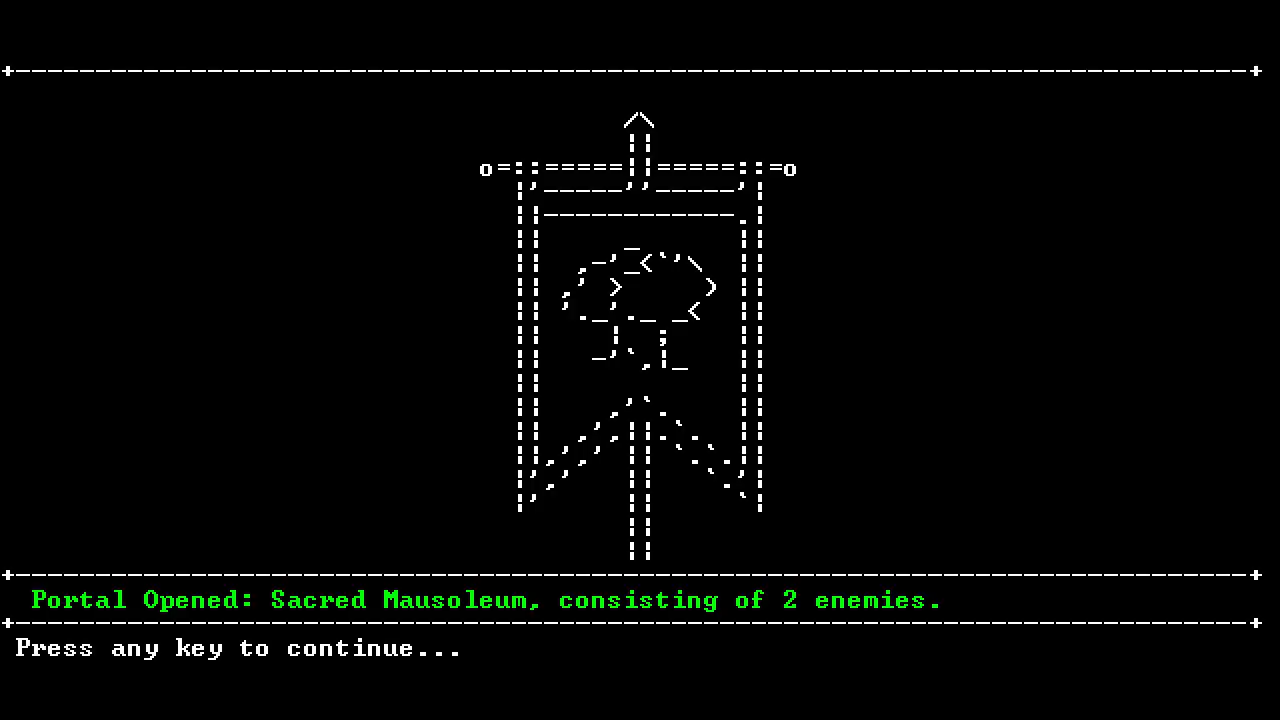 Portal Opened: Sacred Mausoleum, consisting of 2 enemies.
Press any key to continue...